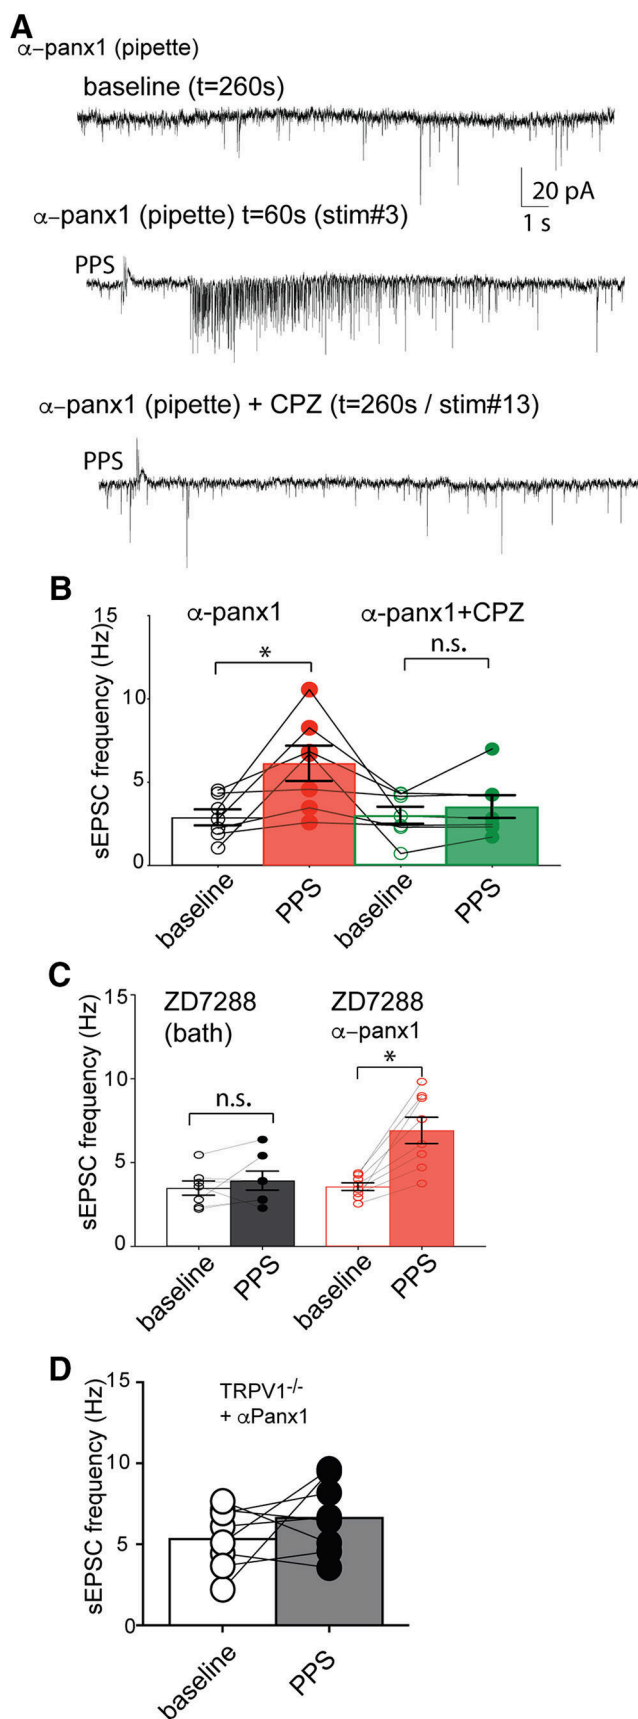 A
α–panx1 (pipette)
baseline (t=260s)
20 pA
1 s
α–panx1 (pipette) t=60s (stim#3)
PPS
α–panx1 (pipette) + CPZ (t=260s / stim#13)
PPS
B
sEPSC frequency (Hz)
15
10
5
0
α-panx1
α-panx1+CPZ
*
n.s.
baseline
PPS
baseline
PPS
C
sEPSC frequency (Hz)
15
10
5
0
ZD7288
(bath)
ZD7288
α–panx1
n.s.
*
baseline
PPS
baseline
PPS
D
sEPSC frequency (Hz)
15
10
5
0
TRPV1-/-
+ αPanx1
baseline
PPS